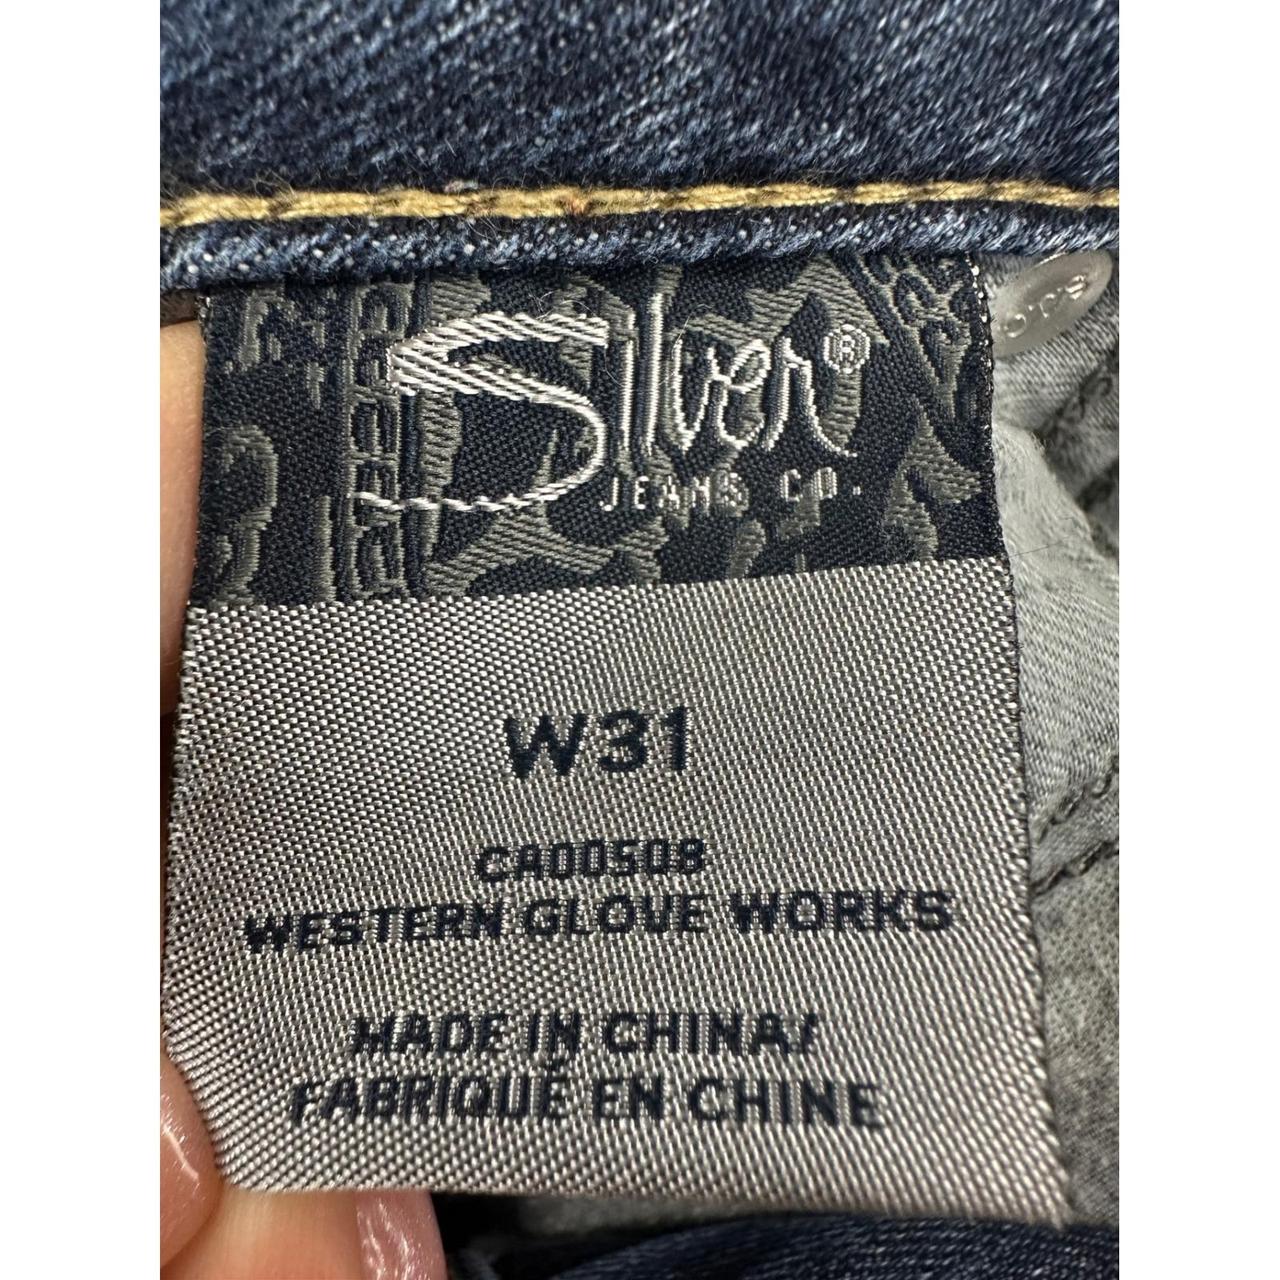 Silver®
JEANS CO.
W31
CA00508
WESTERN GLOVE WORKS
MADE IN CHINA/
FABRIQUÉ EN CHINE